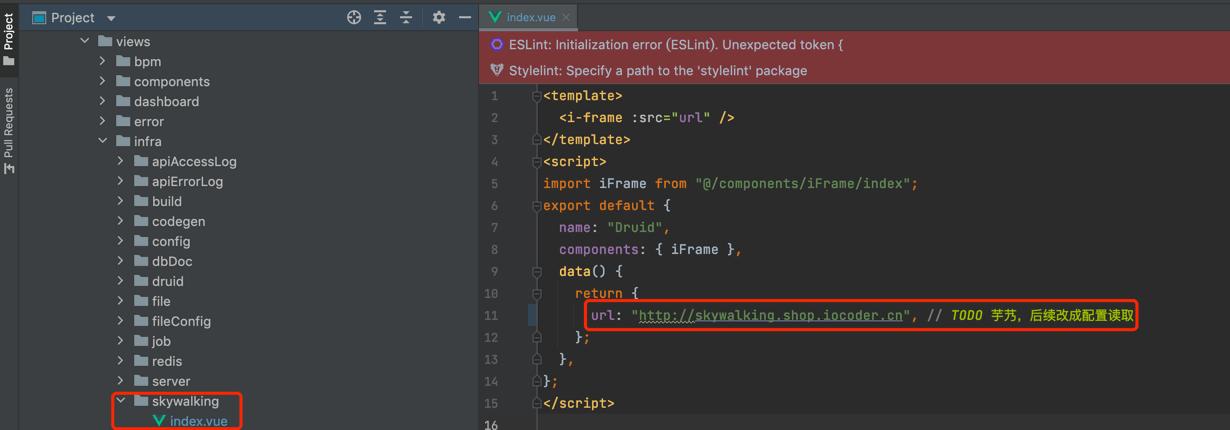 Project
Pull Requests
Project
views
bpm
components
dashboard
error
infra
apiAccessLog
apiErrorLog
build
codegen
config
dbDoc
druid
file
fileConfig
job
redis
server
skywalking
index.vue
index.vue
ESLint: Initialization error (ESLint). Unexpected token {
Stylelint: Specify a path to the 'stylelint' package
1 <template>
2 <i-frame :src="url" />
3 </template>
4 <script>
5 import iFrame from "@/components/iFrame/index";
6 export default {
7 name: "Druid",
8 components: { iFrame },
9 data() {
10 return {
11 url: "http://skywalking.shop.iocoder.cn", // TODO 芋艿，后续改成配置读取
12 };
13 },
14 };
15 </script>
16